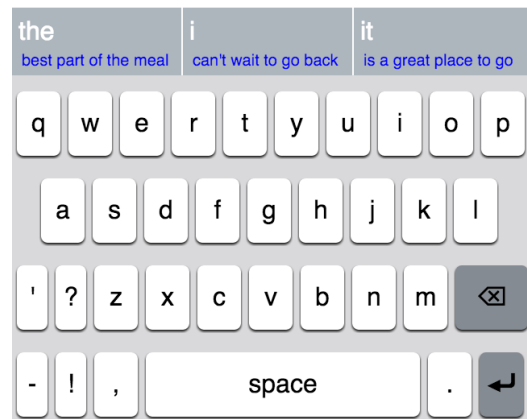 the i it
best part of the meal can't wait to go back is a great place to go
q w e r t y u i o p
a s d f g h j k l
' ? z x c v b n m
- ! , space .